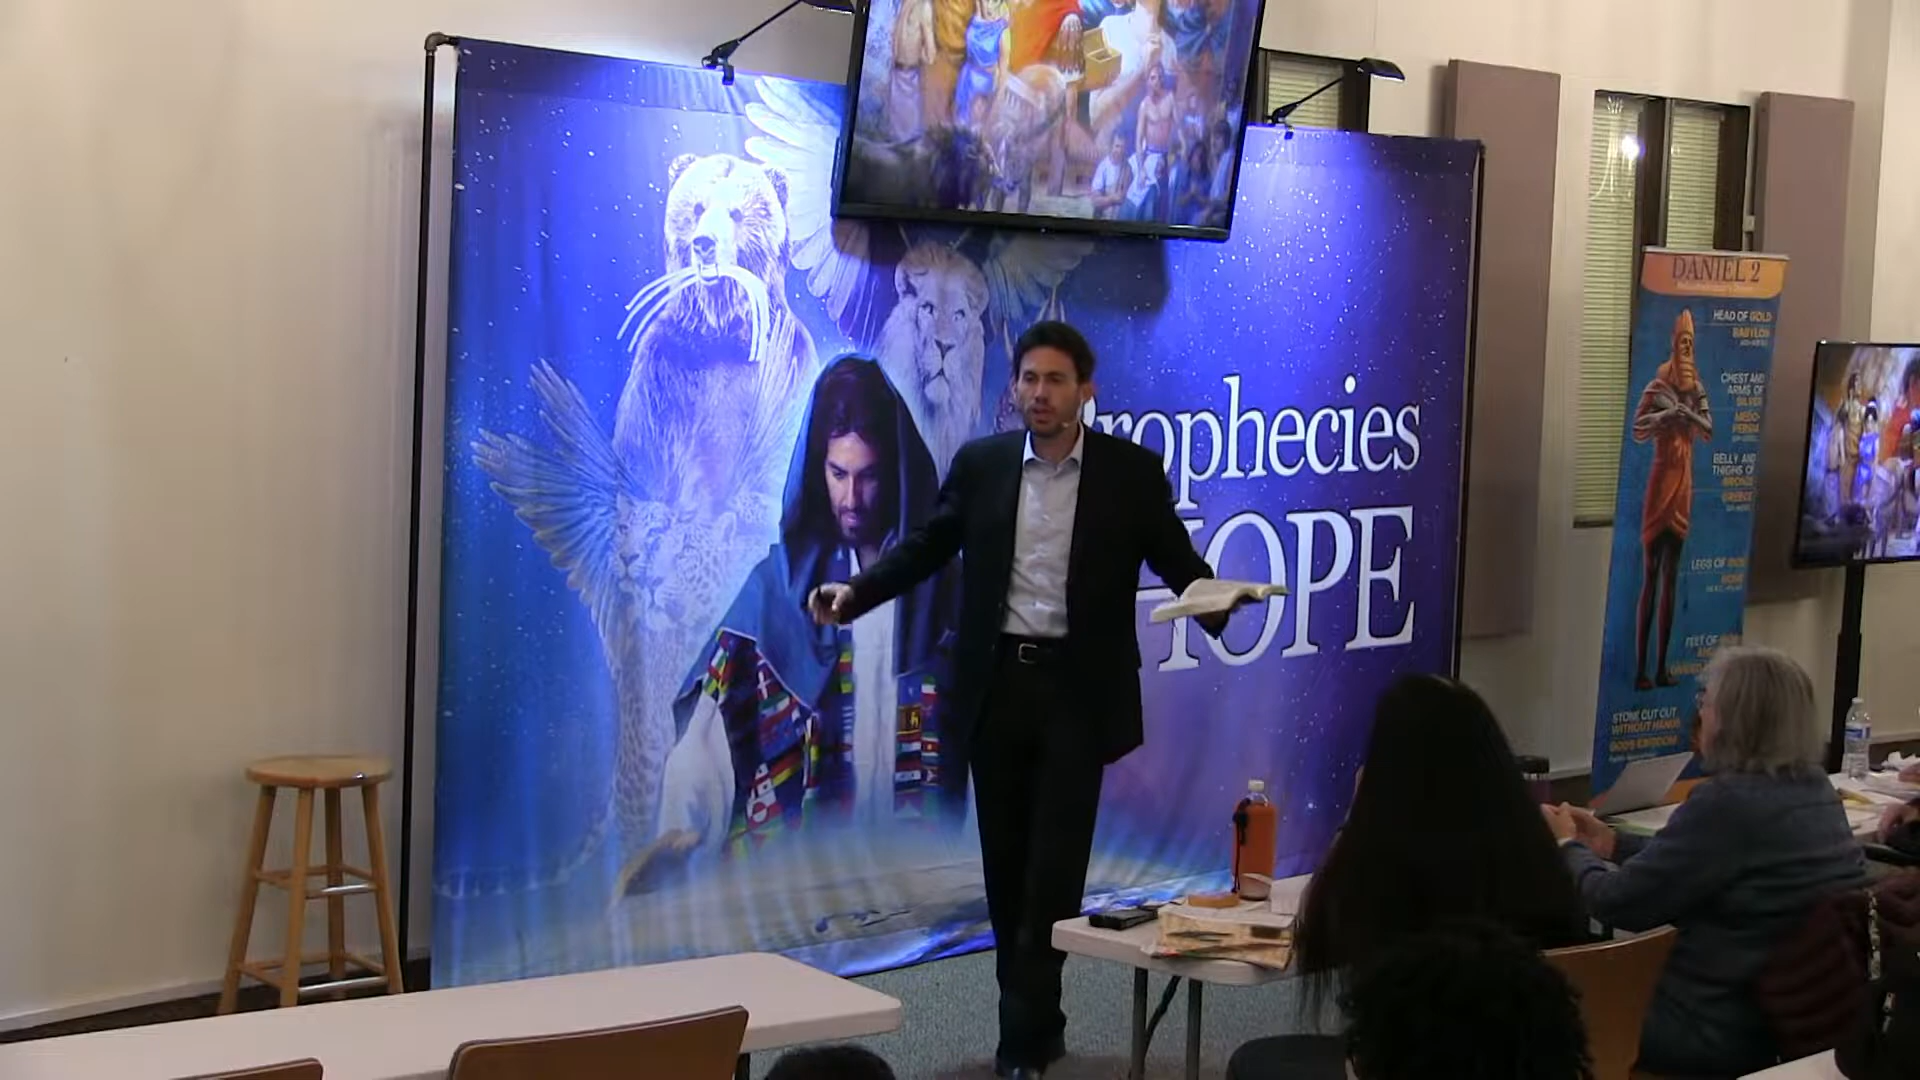 Prophecies
HOPE
DANIEL 2
HEAD OF GOLD
BABYLON
CHEST AND
ARMS OF
SILVER
MEDO-
PERSIA
BELLY AND
THIGHS OF
BRONZE
GREECE
LEGS OF IRON
ROME
FEET OF
STONE CUT OUT
WITHOUT HANDS
GOD'S KINGDOM